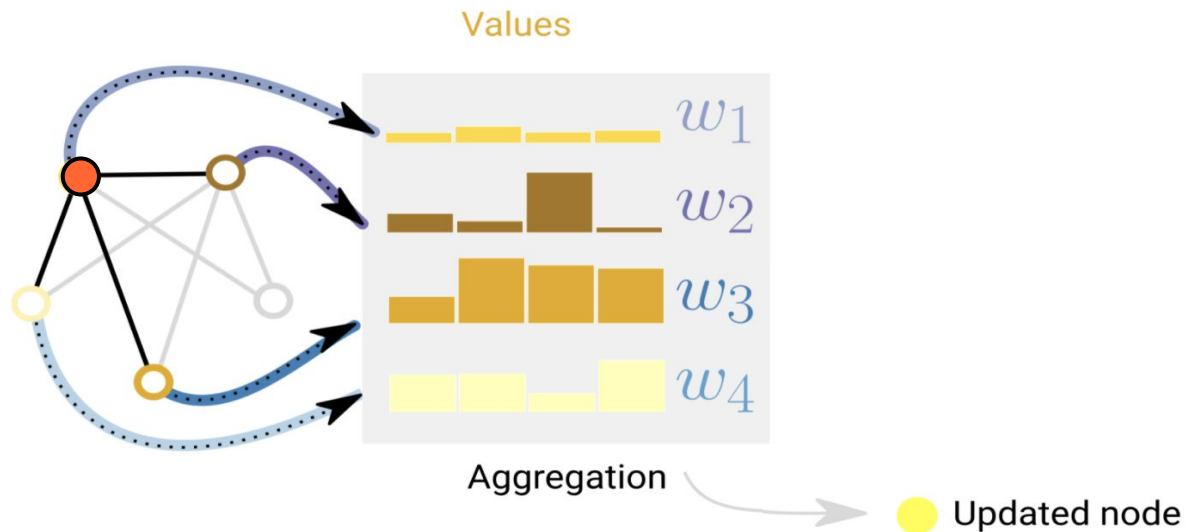 Values
w1
w2
w3
w4
Aggregation
Updated node